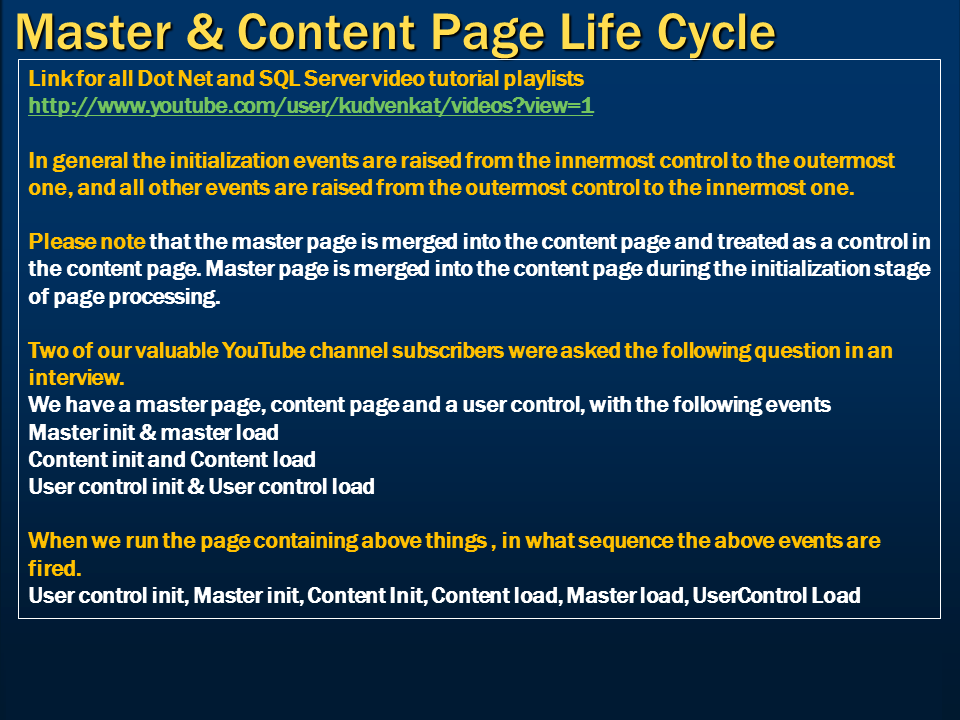 Master & Content Page Life Cycle
Link for all Dot Net and SQL Server video tutorial playlists
http://www.youtube.com/user/kudvenkat/videos?view=1
In general the initialization events are raised from the innermost control to the outermost
one, and all other events are raised from the outermost control to the innermost one.
Please note that the master page is merged into the content page and treated as a control in
the content page. Master page is merged into the content page during the initialization stage
of page processing.
Two of our valuable YouTube channel subscribers were asked the following question in an
interview.
We have a master page, content page and a user control, with the following events
Master init & master load
Content init and Content load
User control init & User control load
When we run the page containing above things , in what sequence the above events are
fired.
User control init, Master init, Content Init, Content load, Master load, UserControl Load